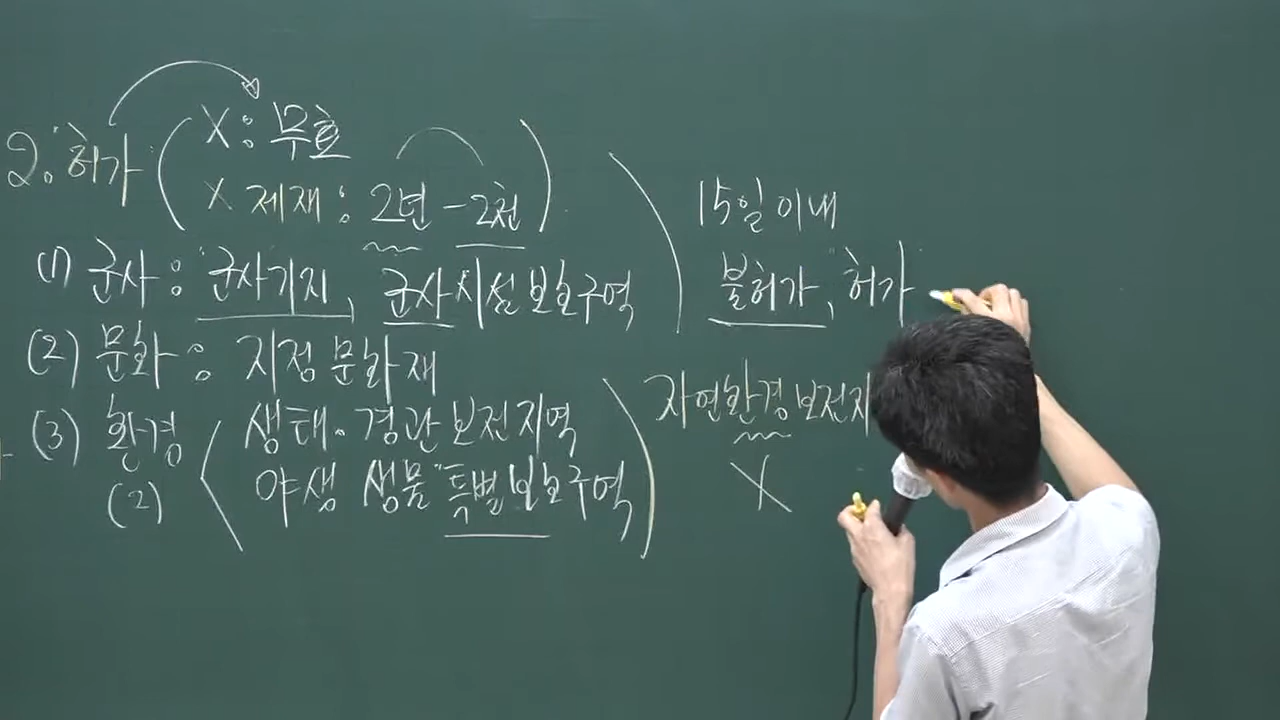 2. "허가" ( X : 무효
X 제재 : 2년 - 2천 )
(1) 군사 : "군사기지, 군사시설보호구역
(2) 문화 : 지정문화재
(3) 환경 생태·경관보전지역
(2) 야생생물 "특별보호구역
15일 이내
불허가, "허가
자연환경보전지
X